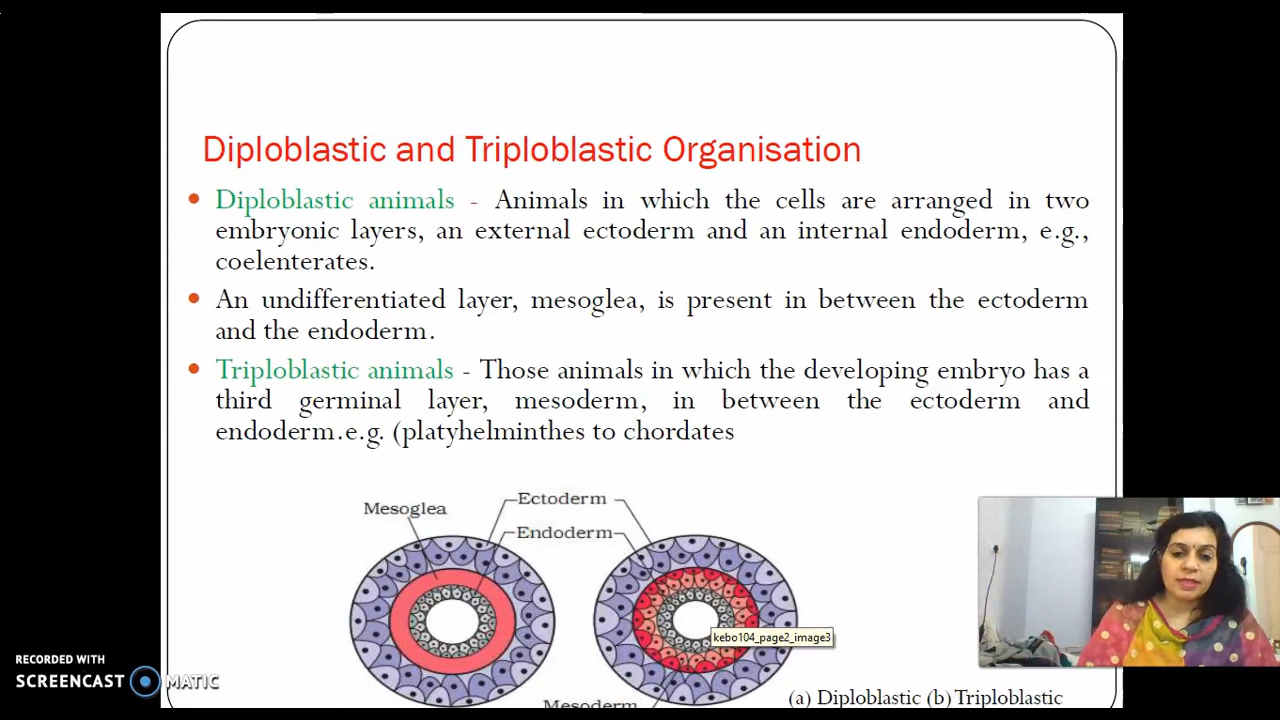 Diploblastic and Triploblastic Organisation
Diploblastic animals - Animals in which the cells are arranged in two
embryonic layers, an external ectoderm and an internal endoderm, e.g.,
coelenterates.
An undifferentiated layer, mesoglea, is present in between the ectoderm
and the endoderm.
Triploblastic animals - Those animals in which the developing embryo has a
third germinal layer, mesoderm, in between the ectoderm and
endoderm.e.g. (platyhelminthes to chordates
Ectoderm
Mesoglea
Endoderm
kebo104_page2_image3
Mesoderm
(a) Diploblastic (b) Triploblastic
RECORDED WITH
SCREENCAST MATIC